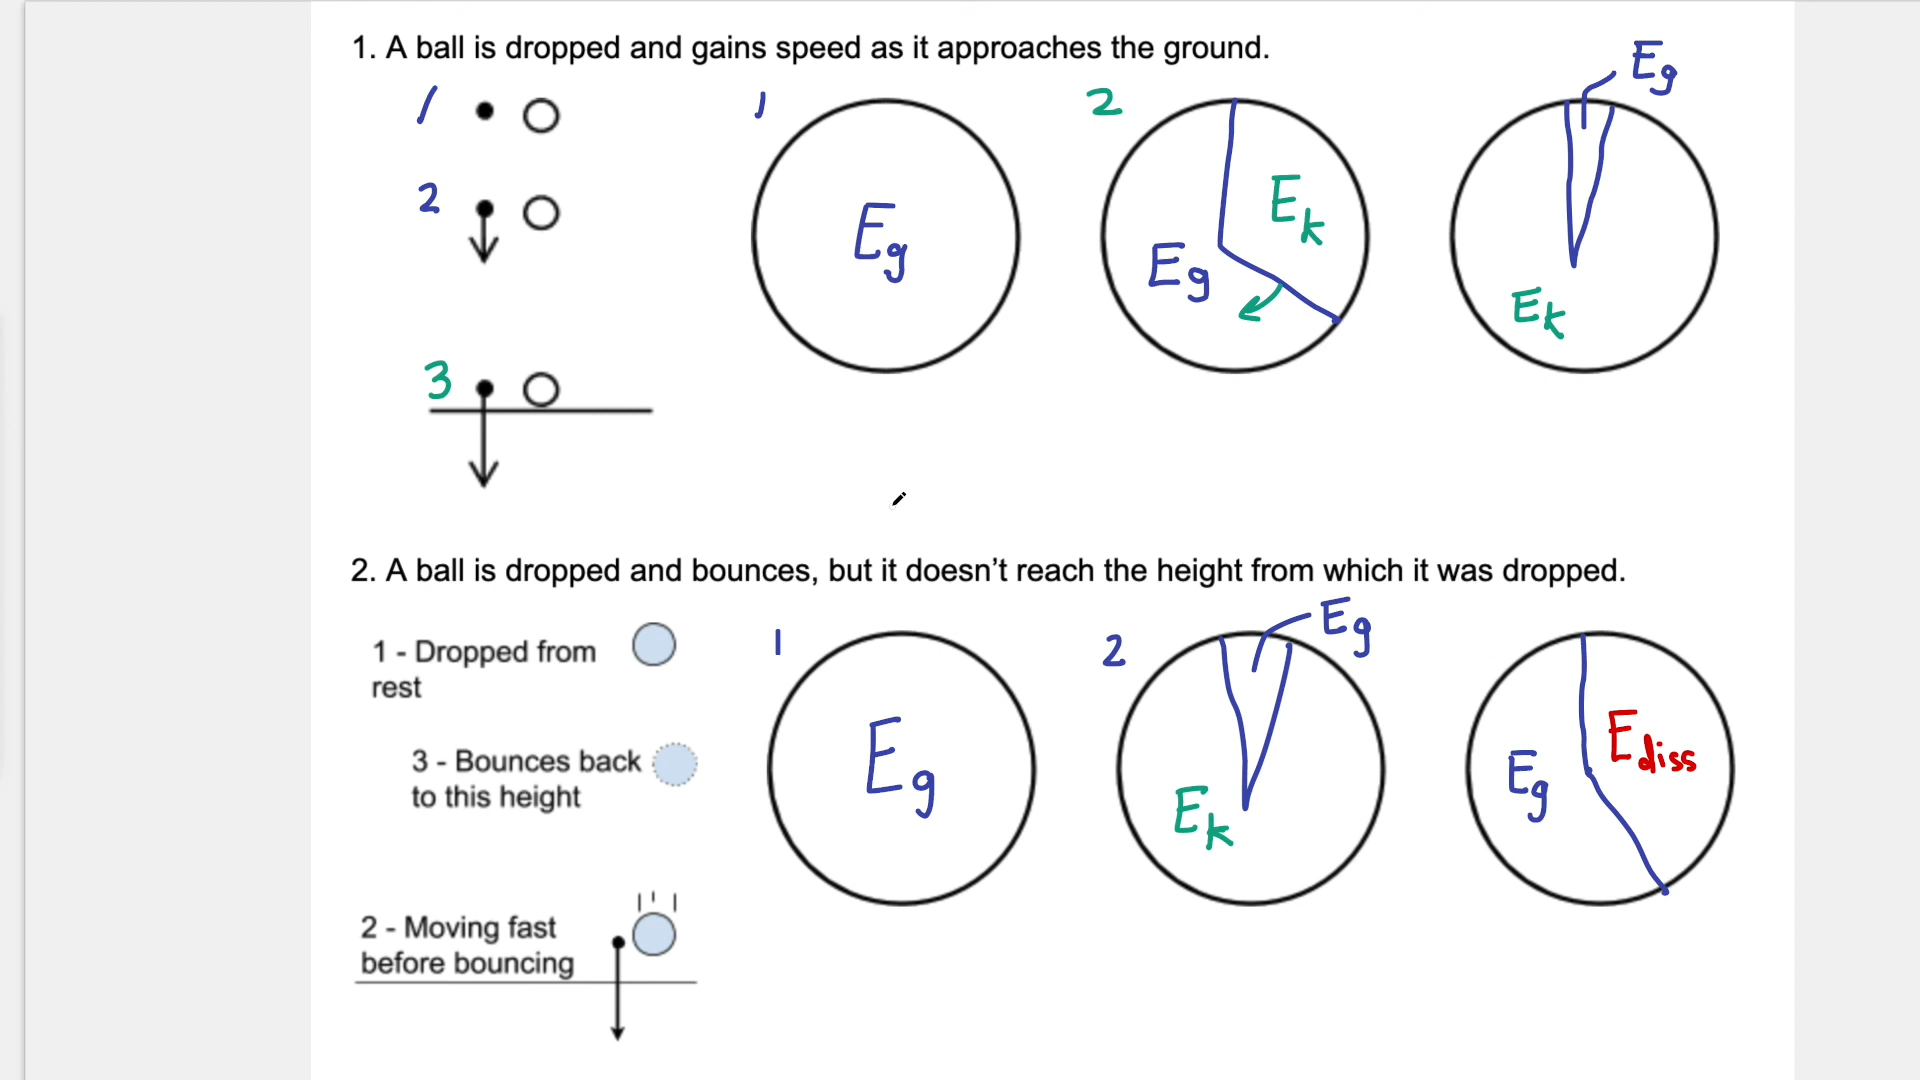 1. A ball is dropped and gains speed as it approaches the ground.
1
2
3
1
Eg
2
Eg
Ek
Eg
Ek
2. A ball is dropped and bounces, but it doesn't reach the height from which it was dropped.
1 - Dropped from
rest
3 - Bounces back
to this height
2 - Moving fast
before bouncing
1
Eg
2
Eg
Ek
Eg
Ediss